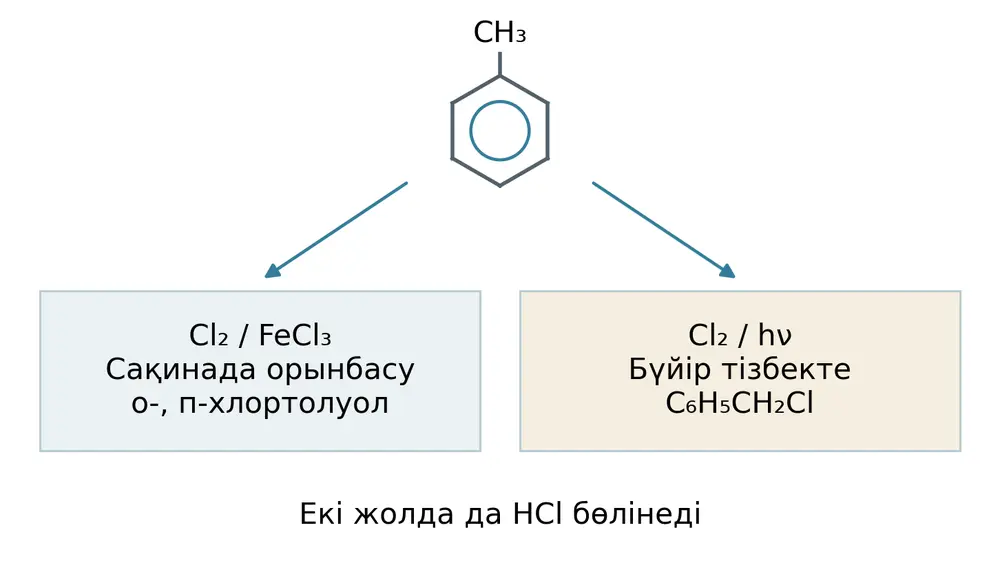 CH₃
Cl₂ / FeCl₃
Сақинада орынбасу
о-, п-хлортолуол
Cl₂ / hν
Бүйір тізбекте
C₆H₅CH₂Cl
Екі жолда да HCl бөлінеді